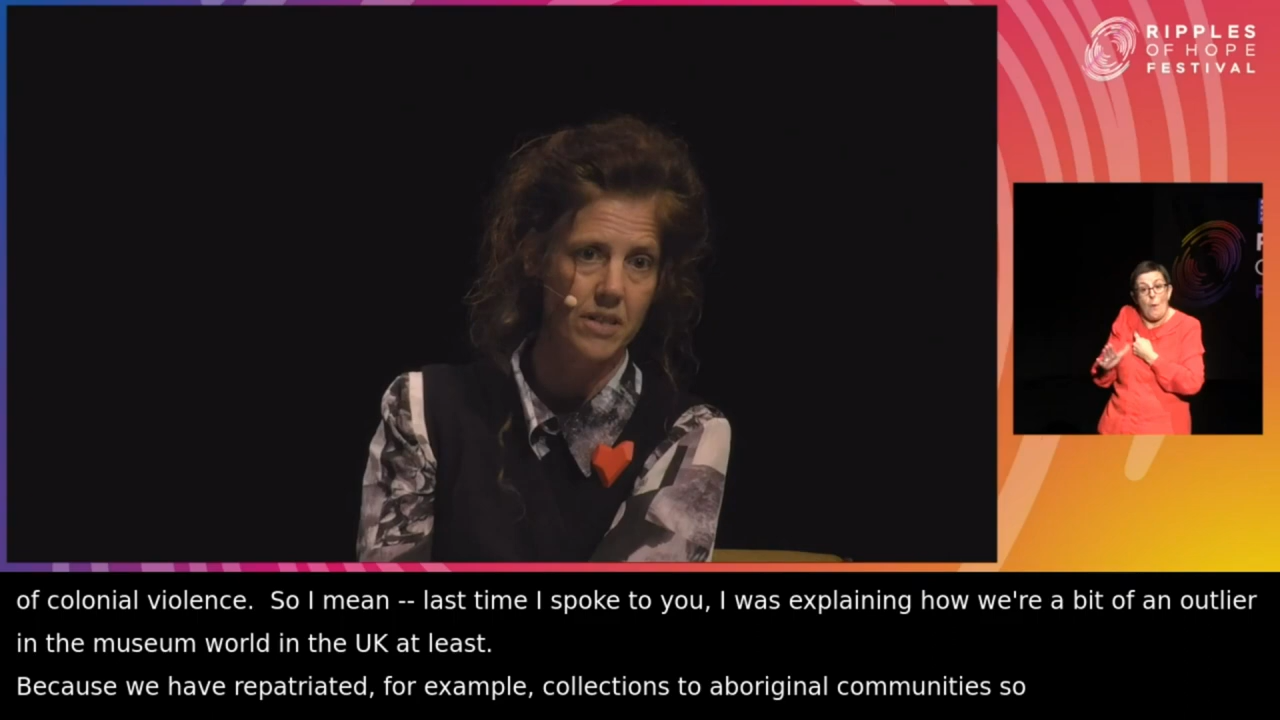 RIPPLES
OF HOPE
FESTIVAL
of colonial violence.  So I mean -- last time I spoke to you, I was explaining how we're a bit of an outlier
in the museum world in the UK at least.
Because we have repatriated, for example, collections to aboriginal communities so